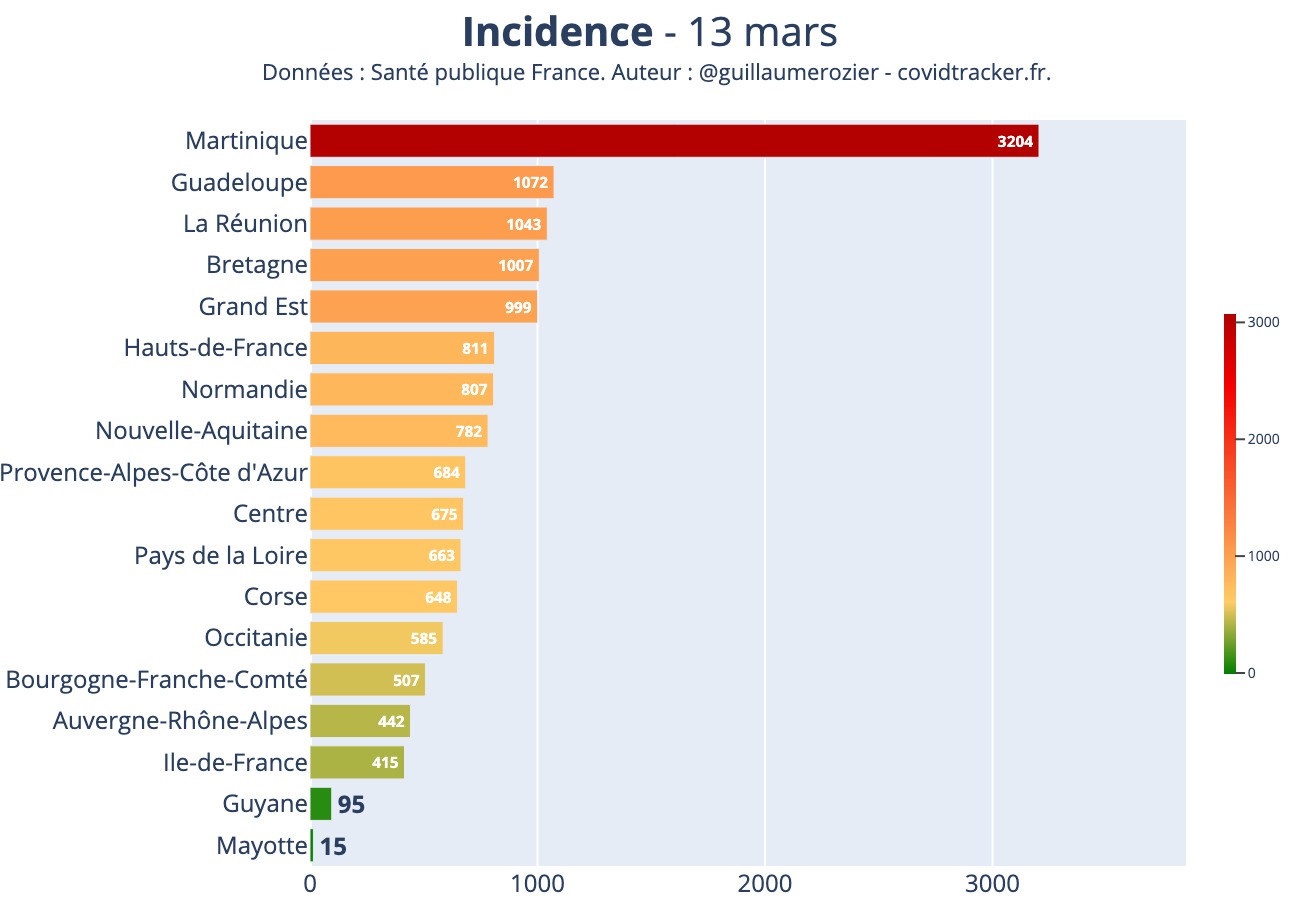 Incidence - 13 mars
Données : Santé publique France. Auteur : @guillaumerozier - covidtracker.fr.
Martinique 3204
Guadeloupe 1072
La Réunion 1043
Bretagne 1007
Grand Est 999
Hauts-de-France 811
Normandie 807
Nouvelle-Aquitaine 782
Provence-Alpes-Côte d'Azur 684
Centre 675
Pays de la Loire 663
Corse 648
Occitanie 585
Bourgogne-Franche-Comté 507
Auvergne-Rhône-Alpes 442
Ile-de-France 415
Guyane 95
Mayotte 15
0 1000 2000 3000
3000
2000
1000
0